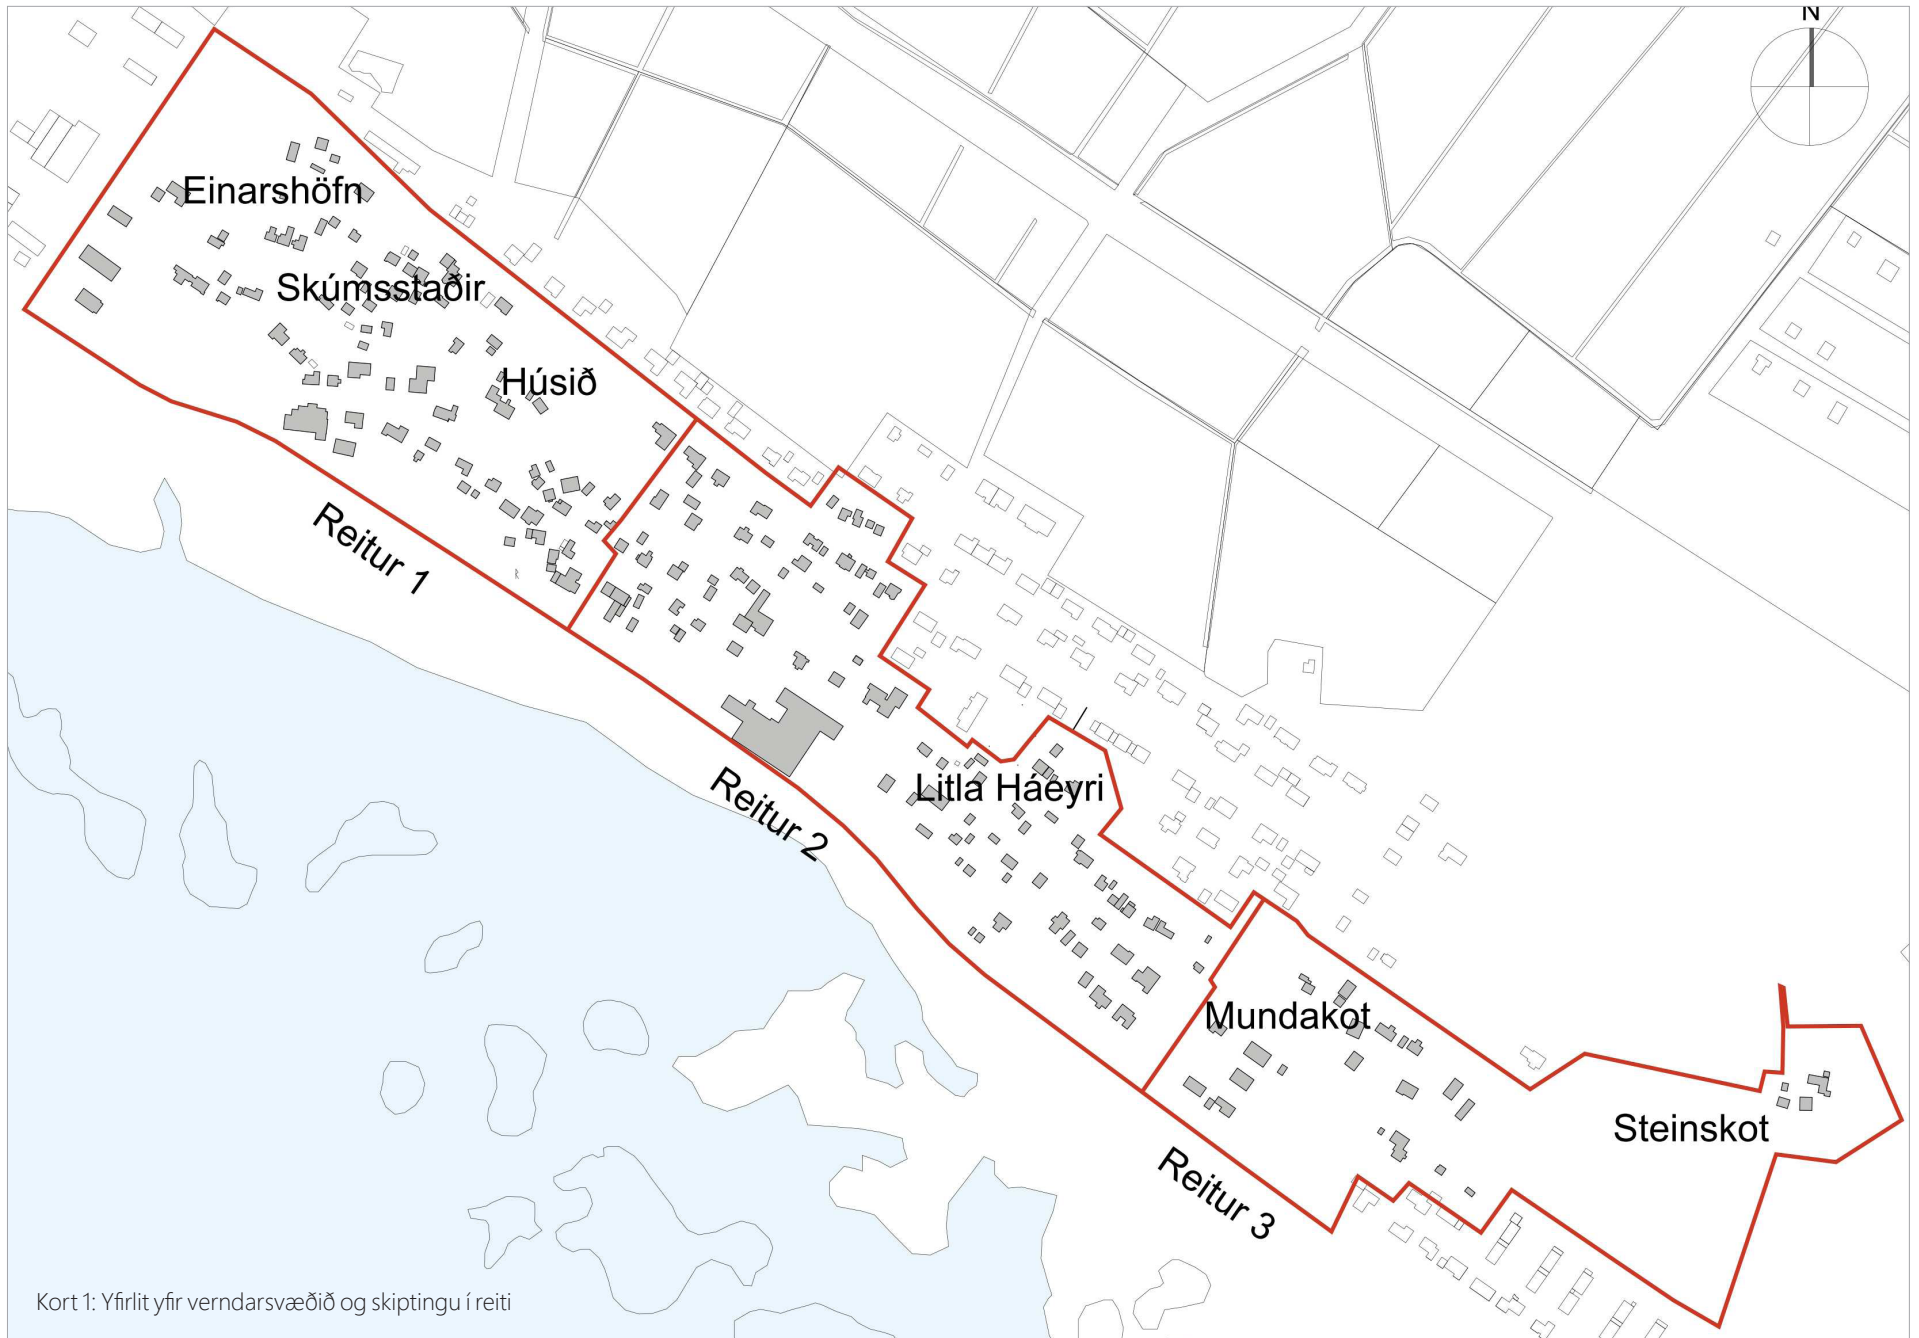 N
Einarshöfn
Skúmsstaðir
Húsið
Reitur 1
Litla Háeyri
Reitur 2
Mundakot
Steinskot
Reitur 3
Kort 1: Yfirlit yfir verndarsvæðið og skiptingu í reiti